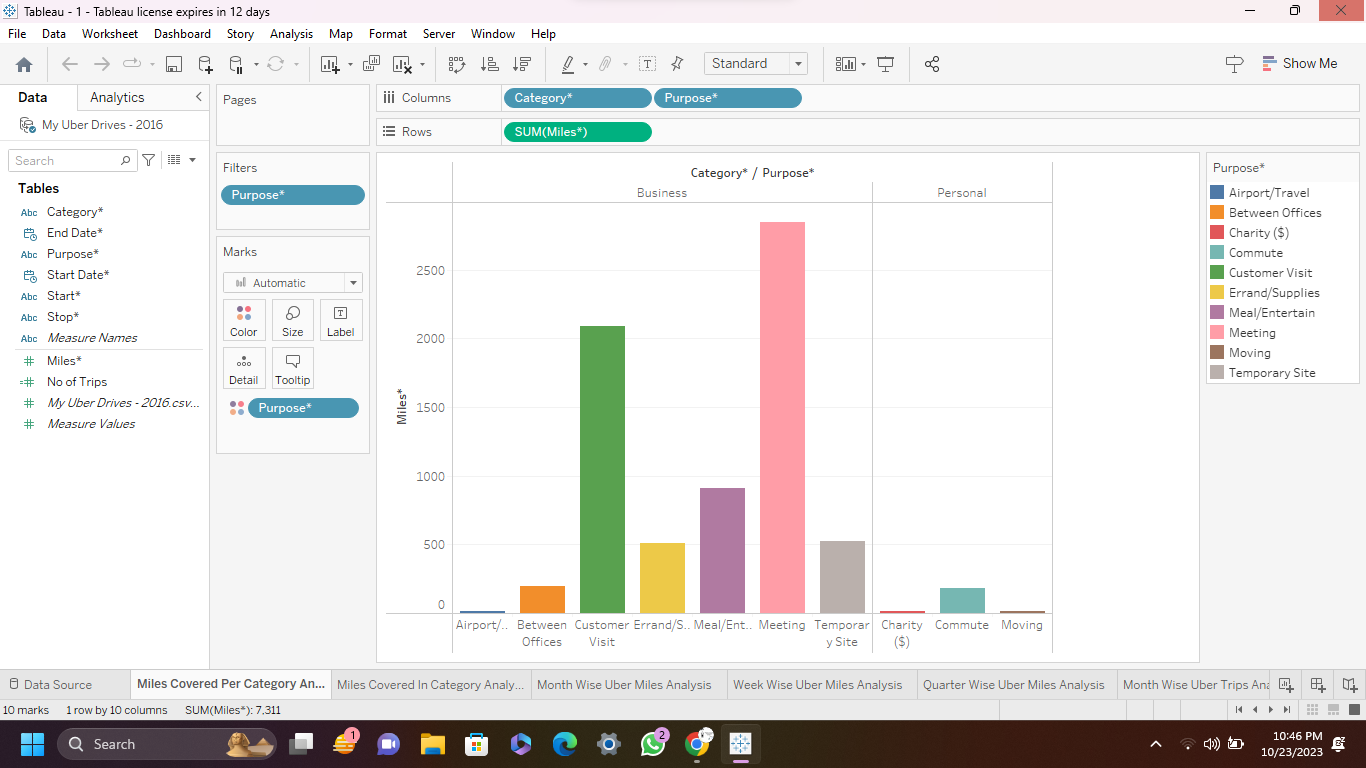 Tableau - 1 - Tableau license expires in 12 days
File Data Worksheet Dashboard Story Analysis Map Format Server Window Help
Standard
Show Me
Data Analytics
My Uber Drives - 2016
Search
Tables
Abc Category*
End Date*
Abc Purpose*
Start Date*
Abc Start*
Abc Stop*
Abc Measure Names
# Miles*
=# No of Trips
# My Uber Drives - 2016.csv...
# Measure Values
Pages
Filters
Purpose*
Marks
Automatic
Color Size Label
Detail Tooltip
Purpose*
Columns Category* Purpose*
Rows SUM(Miles*)
Category* / Purpose*
Business Personal
Miles*
2500
2000
1500
1000
500
0
Airport/.. Between Offices Customer Visit Errand/S.. Meal/Ent.. Meeting Temporary Site Charity ($) Commute Moving
Purpose*
Airport/Travel
Between Offices
Charity ($)
Commute
Customer Visit
Errand/Supplies
Meal/Entertain
Meeting
Moving
Temporary Site
Data Source Miles Covered Per Category An... Miles Covered In Category Analy... Month Wise Uber Miles Analysis Week Wise Uber Miles Analysis Quarter Wise Uber Miles Analysis Month Wise Uber Trips Ana
10 marks 1 row by 10 columns SUM(Miles*): 7,311
Search 1 2
10:46 PM
10/23/2023